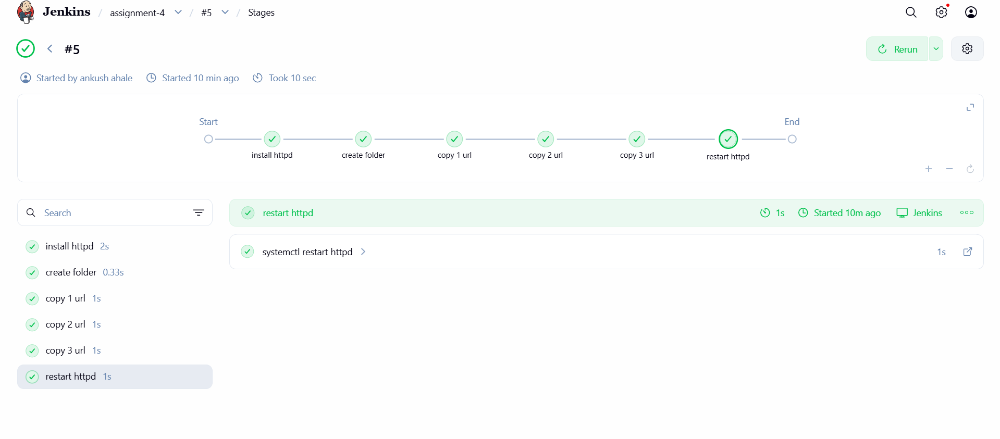 Jenkins / assignment-4 / #5 / Stages
#5
Rerun
Started by ankush ahale Started 10 min ago Took 10 sec
Start End
install httpd create folder copy 1 url copy 2 url copy 3 url restart httpd
Search
install httpd 2s
create folder 0.33s
copy 1 url 1s
copy 2 url 1s
copy 3 url 1s
restart httpd 1s
restart httpd 1s Started 10m ago Jenkins
systemctl restart httpd 1s